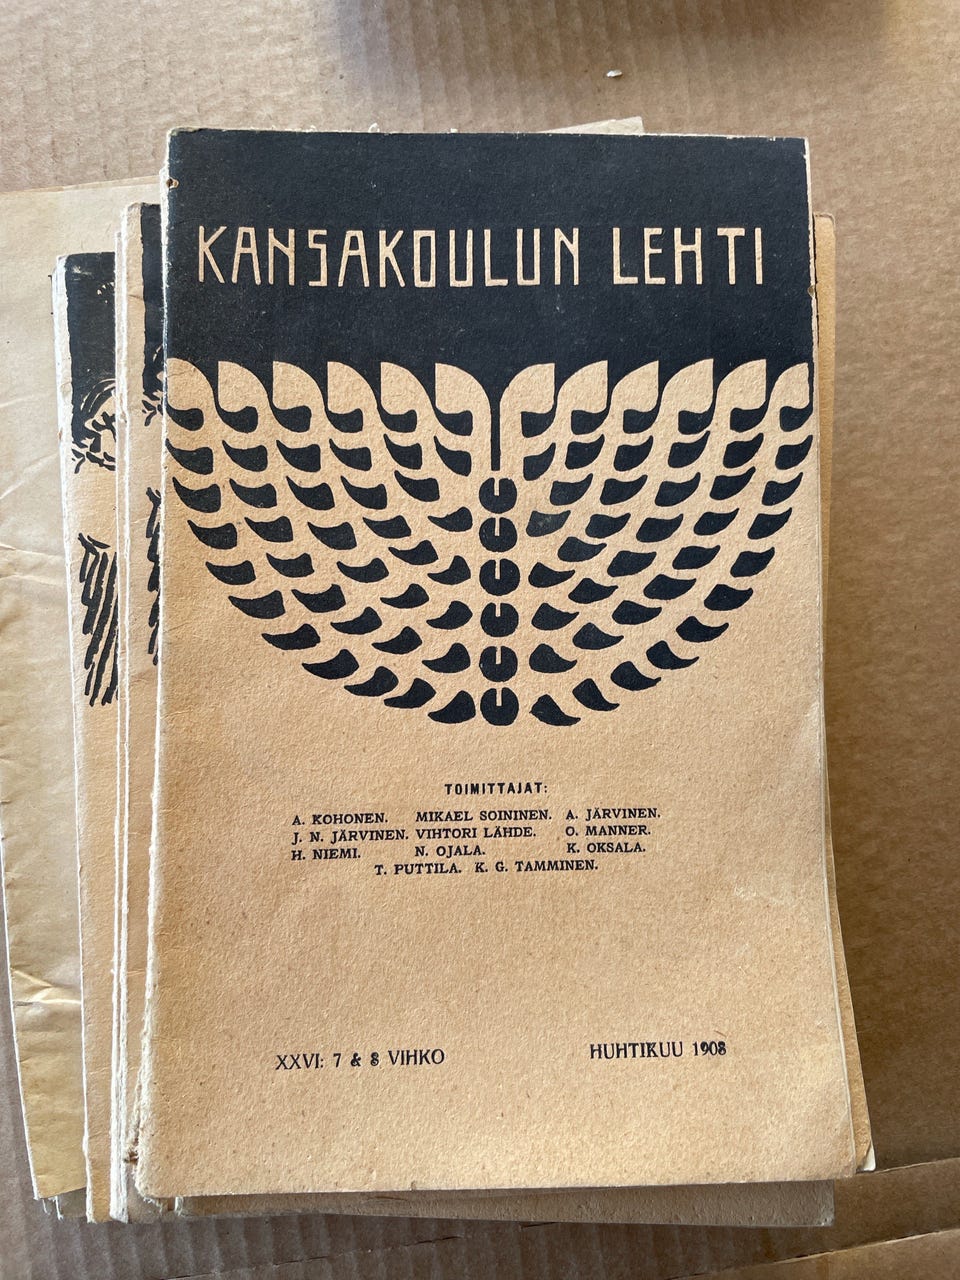 KANSAKOULUN LEHTI
TOIMITTAJAT:
A. KOHONEN. MIKAEL SOININEN. A. JÄRVINEN.
J. N. JÄRVINEN. VIHTORI LÄHDE. O. MANNER.
H. NIEMI. N. OJALA. K. OKSALA.
T. PUTTILA. K. G. TAMMINEN.
XXVI: 7 & 8 VIHKO HUHTIKUU 1908